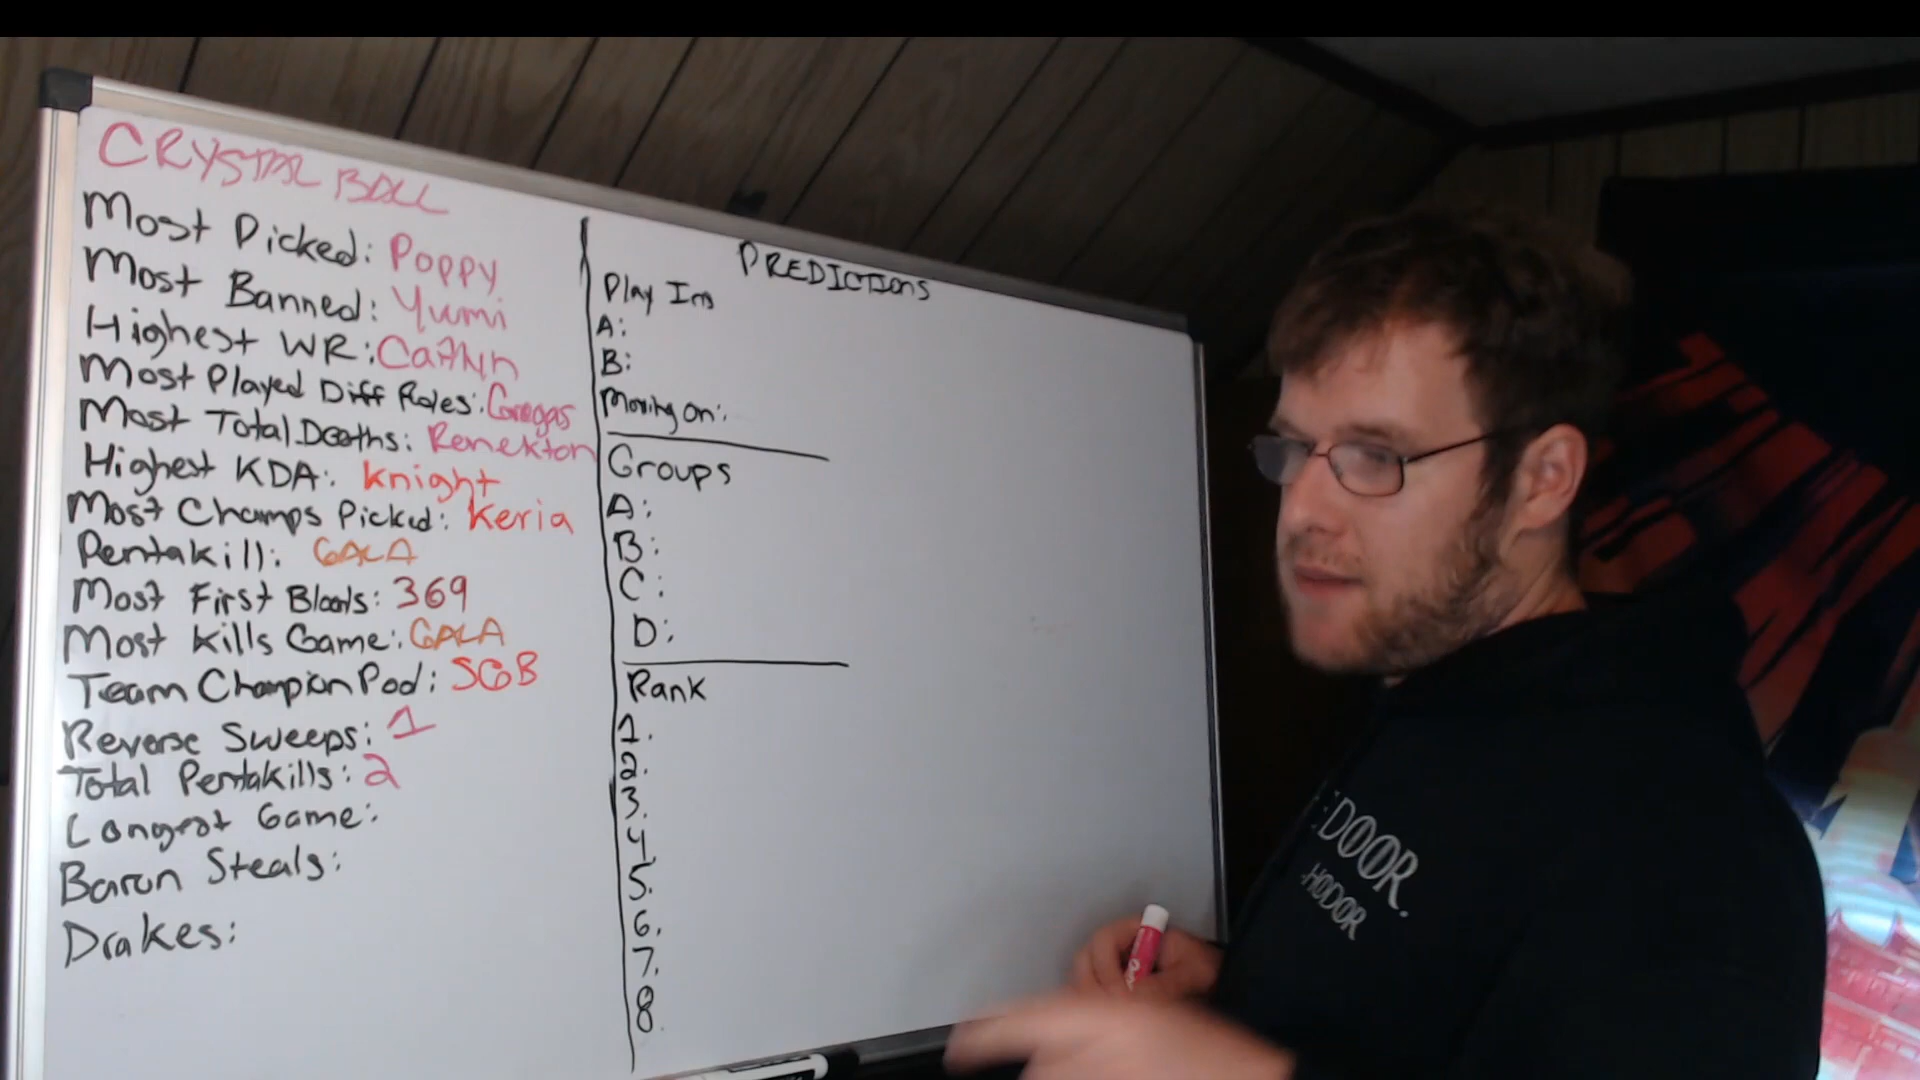 CRYSTAL BALL
Most Picked: Poppy
Most Banned: Yumi
Highest WR: Caitlyn
Most Played Diff Roles: Gragas
Most Total Deaths: Renekton
Highest KDA: knight
Most Champs Picked: Keria
Pentakill: GALA
Most First Bloods: 369
Most Kills Game: GALA
Team Champion Pod: SGB
Reverse Sweeps: 1
Total Pentakills: 2
Longest Game:
Baron Steals:
Drakes:
PREDICTIONS
Play Ins
A:
B:
Moving on:
Groups
A:
B:
C:
D:
Rank
1.
2.
3.
4.
5.
6.
7.
8.
DOOR.
HODOR